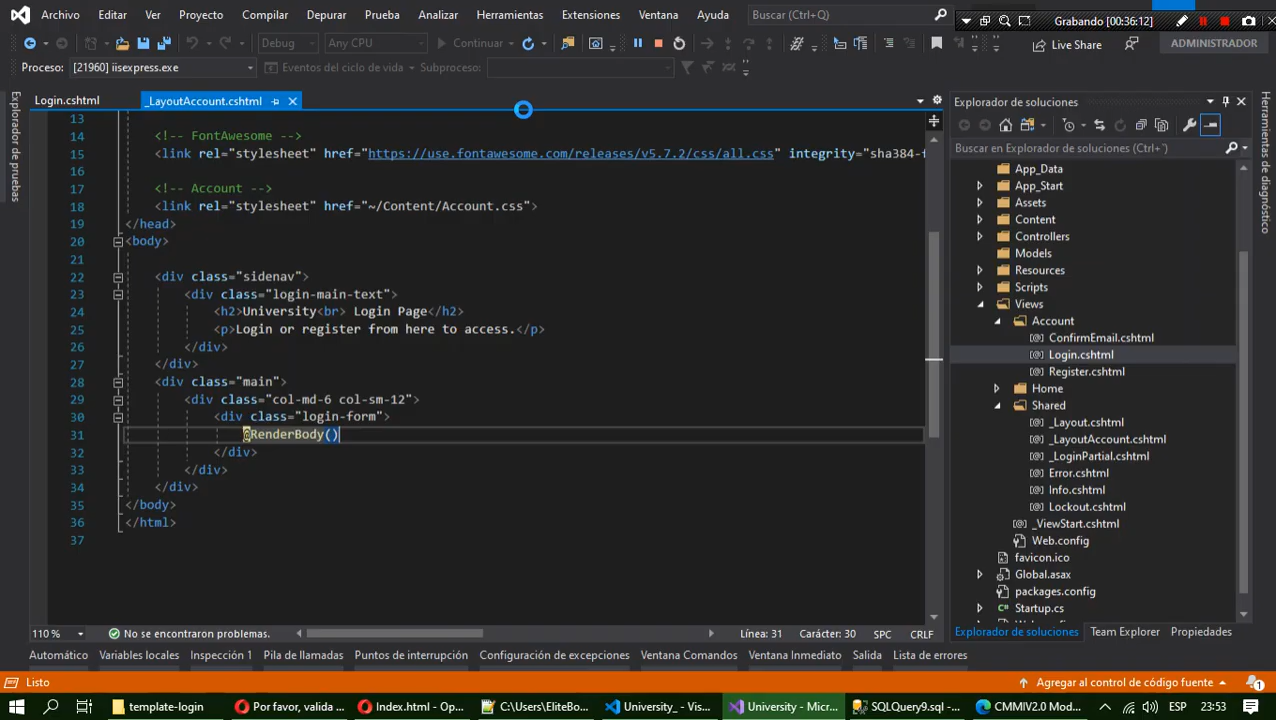 Archivo Editar Ver Proyecto Compilar Depurar Prueba Analizar Herramientas Extensiones Ventana Ayuda Buscar (Ctrl+Q)
Grabando [00:36:12]
Debug Any CPU Continuar Live Share ADMINISTRADOR
Proceso: [21960] iisexpress.exe Eventos del ciclo de vida Subproceso:
Explorador de pruebas
Login.cshtml _LayoutAccount.cshtml
13
14 <!-- FontAwesome -->
15 <link rel="stylesheet" href="https://use.fontawesome.com/releases/v5.7.2/css/all.css" integrity="sha384-f
16
17 <!-- Account -->
18 <link rel="stylesheet" href="~/Content/Account.css">
19 </head>
20 <body>
21
22 <div class="sidenav">
23 <div class="login-main-text">
24 <h2>University<br> Login Page</h2>
25 <p>Login or register from here to access.</p>
26 </div>
27 </div>
28 <div class="main">
29 <div class="col-md-6 col-sm-12">
30 <div class="login-form">
31 @RenderBody()
32 </div>
33 </div>
34 </div>
35 </body>
36 </html>
37
110 % No se encontraron problemas. Línea: 31 Carácter: 30 SPC CRLF
Explorador de soluciones
Buscar en Explorador de soluciones (Ctrl+´)
App_Data
App_Start
Assets
Content
Controllers
Models
Resources
Scripts
Views
Account
ConfirmEmail.cshtml
Login.cshtml
Register.cshtml
Home
Shared
_Layout.cshtml
_LayoutAccount.cshtml
_LoginPartial.cshtml
Error.cshtml
Info.cshtml
Lockout.cshtml
_ViewStart.cshtml
Web.config
favicon.ico
Global.asax
packages.config
Startup.cs
Explorador de soluciones Team Explorer Propiedades
Herramientas de diagnóstico
Automático Variables locales Inspección 1 Pila de llamadas Puntos de interrupción Configuración de excepciones Ventana Comandos Ventana Inmediato Salida Lista de errores
Listo Agregar al control de código fuente 1
template-login Por favor, valida ... Index.html - Op... C:\Users\EliteBo... University_ - Vis... University - Micr... SQLQuery9.sql -... CMMIV2.0 - Micr... ESP 23:53